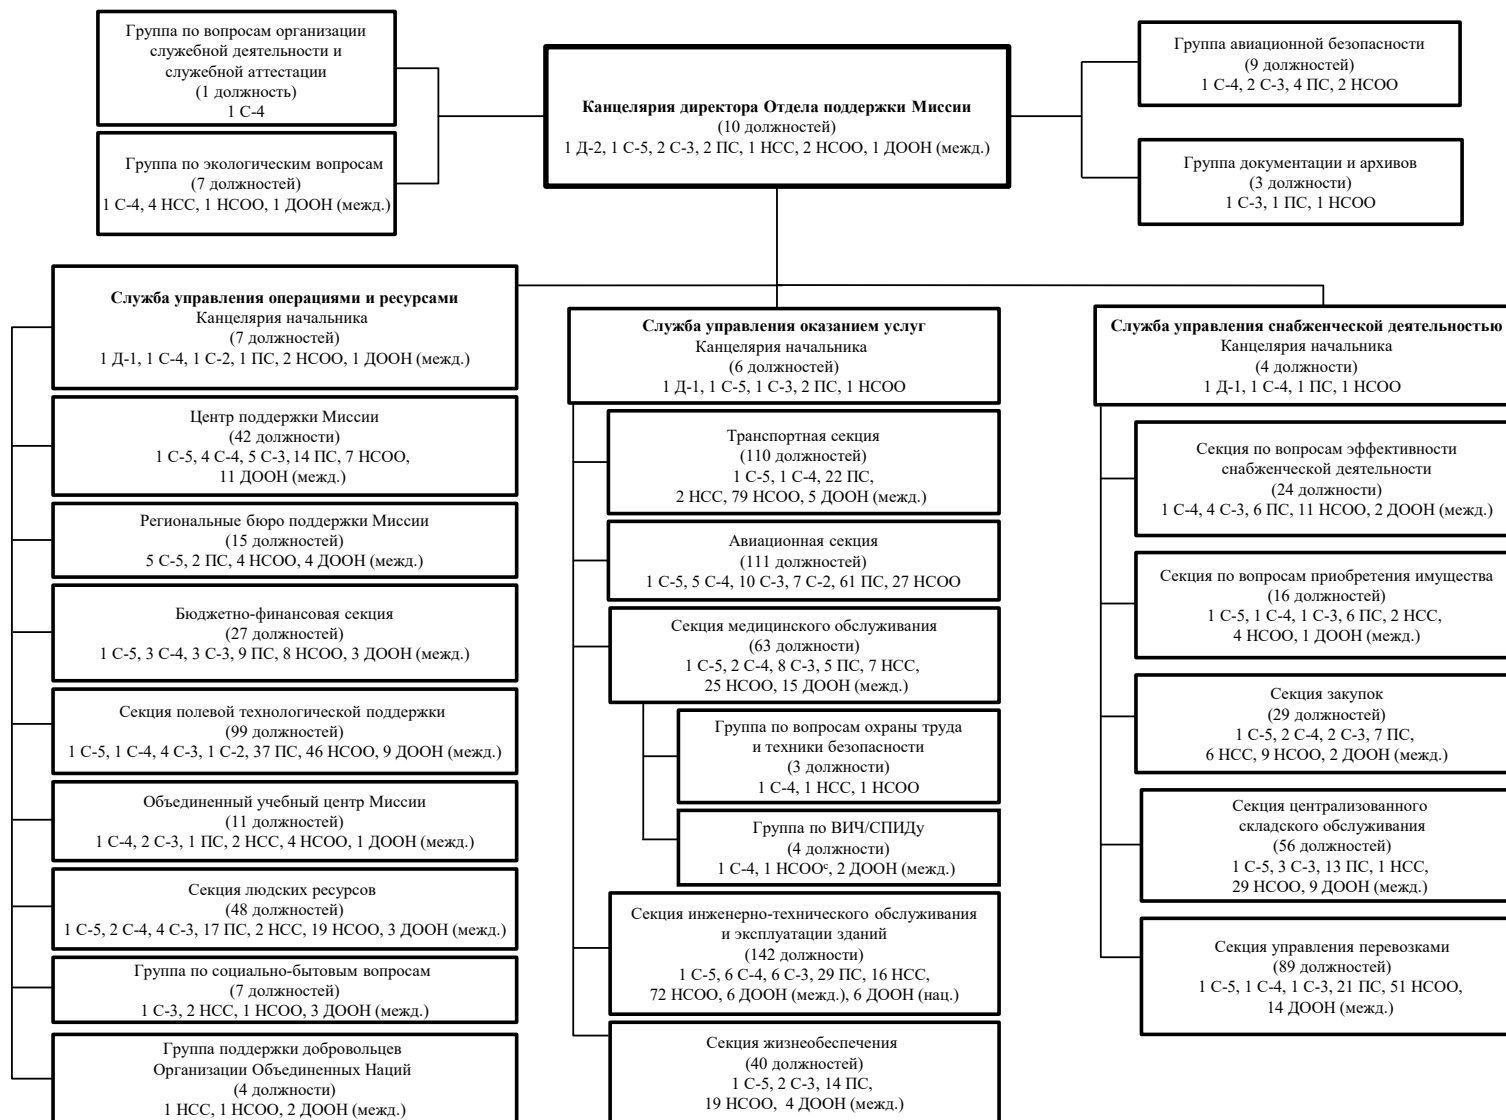 Группа по вопросам организации
служебной деятельности и
служебной аттестации
(1 должность)
1 С-4
Группа по экологическим вопросам
(7 должностей)
1 С-4, 4 НСС, 1 НСОО, 1 ДООН (межд.)
Канцелярия директора Отдела поддержки Миссии
(10 должностей)
1 Д-2, 1 С-5, 2 С-3, 2 ПС, 1 НСС, 2 НСОО, 1 ДООН (межд.)
Группа авиационной безопасности
(9 должностей)
1 С-4, 2 С-3, 4 ПС, 2 НСОО
Группа документации и архивов
(3 должности)
1 С-3, 1 ПС, 1 НСОО
Служба управления операциями и ресурсами
Канцелярия начальника
(7 должностей)
1 Д-1, 1 С-4, 1 С-2, 1 ПС, 2 НСОО, 1 ДООН (межд.)
Центр поддержки Миссии
(42 должности)
1 С-5, 4 С-4, 5 С-3, 14 ПС, 7 НСОО,
11 ДООН (межд.)
Региональные бюро поддержки Миссии
(15 должностей)
5 С-5, 2 ПС, 4 НСОО, 4 ДООН (межд.)
Бюджетно-финансовая секция
(27 должностей)
1 С-5, 3 С-4, 3 С-3, 9 ПС, 8 НСОО, 3 ДООН (межд.)
Секция полевой технологической поддержки
(99 должностей)
1 С-5, 1 С-4, 4 С-3, 1 С-2, 37 ПС, 46 НСОО, 9 ДООН (межд.)
Объединенный учебный центр Миссии
(11 должностей)
1 С-4, 2 С-3, 1 ПС, 2 НСС, 4 НСОО, 1 ДООН (межд.)
Секция людских ресурсов
(48 должностей)
1 С-5, 2 С-4, 4 С-3, 17 ПС, 2 НСС, 19 НСОО, 3 ДООН (межд.)
Группа по социально-бытовым вопросам
(7 должностей)
1 С-3, 2 НСС, 1 НСОО, 3 ДООН (межд.)
Группа поддержки добровольцев
Организации Объединенных Наций
(4 должности)
1 НСС, 1 НСОО, 2 ДООН (межд.)
Служба управления оказанием услуг
Канцелярия начальника
(6 должностей)
1 Д-1, 1 С-5, 1 С-3, 2 ПС, 1 НСОО
Транспортная секция
(110 должностей)
1 С-5, 1 С-4, 22 ПС,
2 НСС, 79 НСОО, 5 ДООН (межд.)
Авиационная секция
(111 должностей)
1 С-5, 5 С-4, 10 С-3, 7 С-2, 61 ПС, 27 НСОО
Секция медицинского обслуживания
(63 должности)
1 С-5, 2 С-4, 8 С-3, 5 ПС, 7 НСС,
25 НСОО, 15 ДООН (межд.)
Группа по вопросам охраны труда
и техники безопасности
(3 должности)
1 С-4, 1 НСС, 1 НСОО
Группа по ВИЧ/СПИДу
(4 должности)
1 С-4, 1 НСООᶜ, 2 ДООН (межд.)
Секция инженерно-технического обслуживания
и эксплуатации зданий
(142 должности)
1 С-5, 6 С-4, 6 С-3, 29 ПС, 16 НСС,
72 НСОО, 6 ДООН (межд.), 6 ДООН (нац.)
Секция жизнеобеспечения
(40 должностей)
1 С-5, 2 С-3, 14 ПС,
19 НСОО, 4 ДООН (межд.)
Служба управления снабженческой деятельностью
Канцелярия начальника
(4 должности)
1 Д-1, 1 С-4, 1 ПС, 1 НСОО
Секция по вопросам эффективности
снабженческой деятельности
(24 должности)
1 С-4, 4 С-3, 6 ПС, 11 НСОО, 2 ДООН (межд.)
Секция по вопросам приобретения имущества
(16 должностей)
1 С-5, 1 С-4, 1 С-3, 6 ПС, 2 НСС,
4 НСОО, 1 ДООН (межд.)
Секция закупок
(29 должностей)
1 С-5, 2 С-4, 2 С-3, 7 ПС,
6 НСС, 9 НСОО, 2 ДООН (межд.)
Секция централизованного
складского обслуживания
(56 должностей)
1 С-5, 3 С-3, 13 ПС, 1 НСС,
29 НСОО, 9 ДООН (межд.)
Секция управления перевозками
(89 должностей)
1 С-5, 1 С-4, 1 С-3, 21 ПС, 51 НСОО,
14 ДООН (межд.)